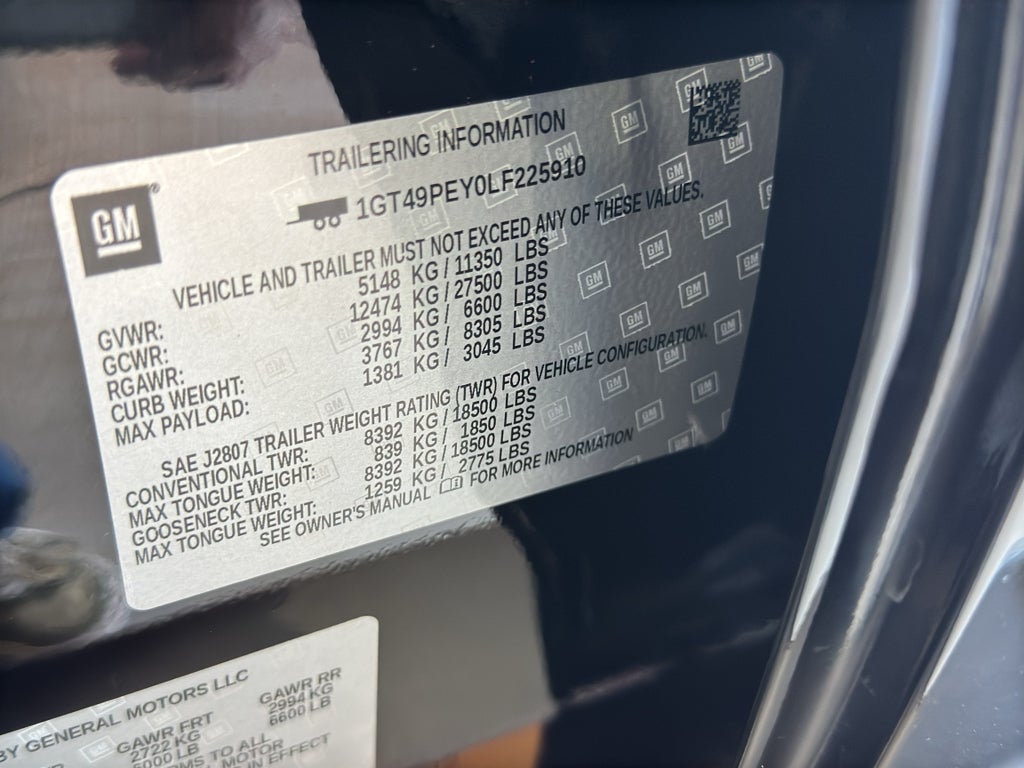 TRAILERING INFORMATION
GM®
1GT49PEY0LF225910
VEHICLE AND TRAILER MUST NOT EXCEED ANY OF THESE VALUES.
GVWR: 5148 KG / 11350 LBS
GCWR: 12474 KG / 27500 LBS
RGAWR: 2994 KG / 6600 LBS
CURB WEIGHT: 3767 KG / 8305 LBS
MAX PAYLOAD: 1381 KG / 3045 LBS
SAE J2807 TRAILER WEIGHT RATING (TWR) FOR VEHICLE CONFIGURATION.
CONVENTIONAL TWR: 8392 KG / 18500 LBS
MAX TONGUE WEIGHT: 839 KG / 1850 LBS
GOOSENECK TWR: 8392 KG / 18500 LBS
MAX TONGUE WEIGHT: 1259 KG / 2775 LBS
SEE OWNER'S MANUAL FOR MORE INFORMATION
BY GENERAL MOTORS LLC
GAWR FRT GAWR RR
2722 KG 2994 KG
6600 LB
TO ALL
MOTOR
IN EFFECT